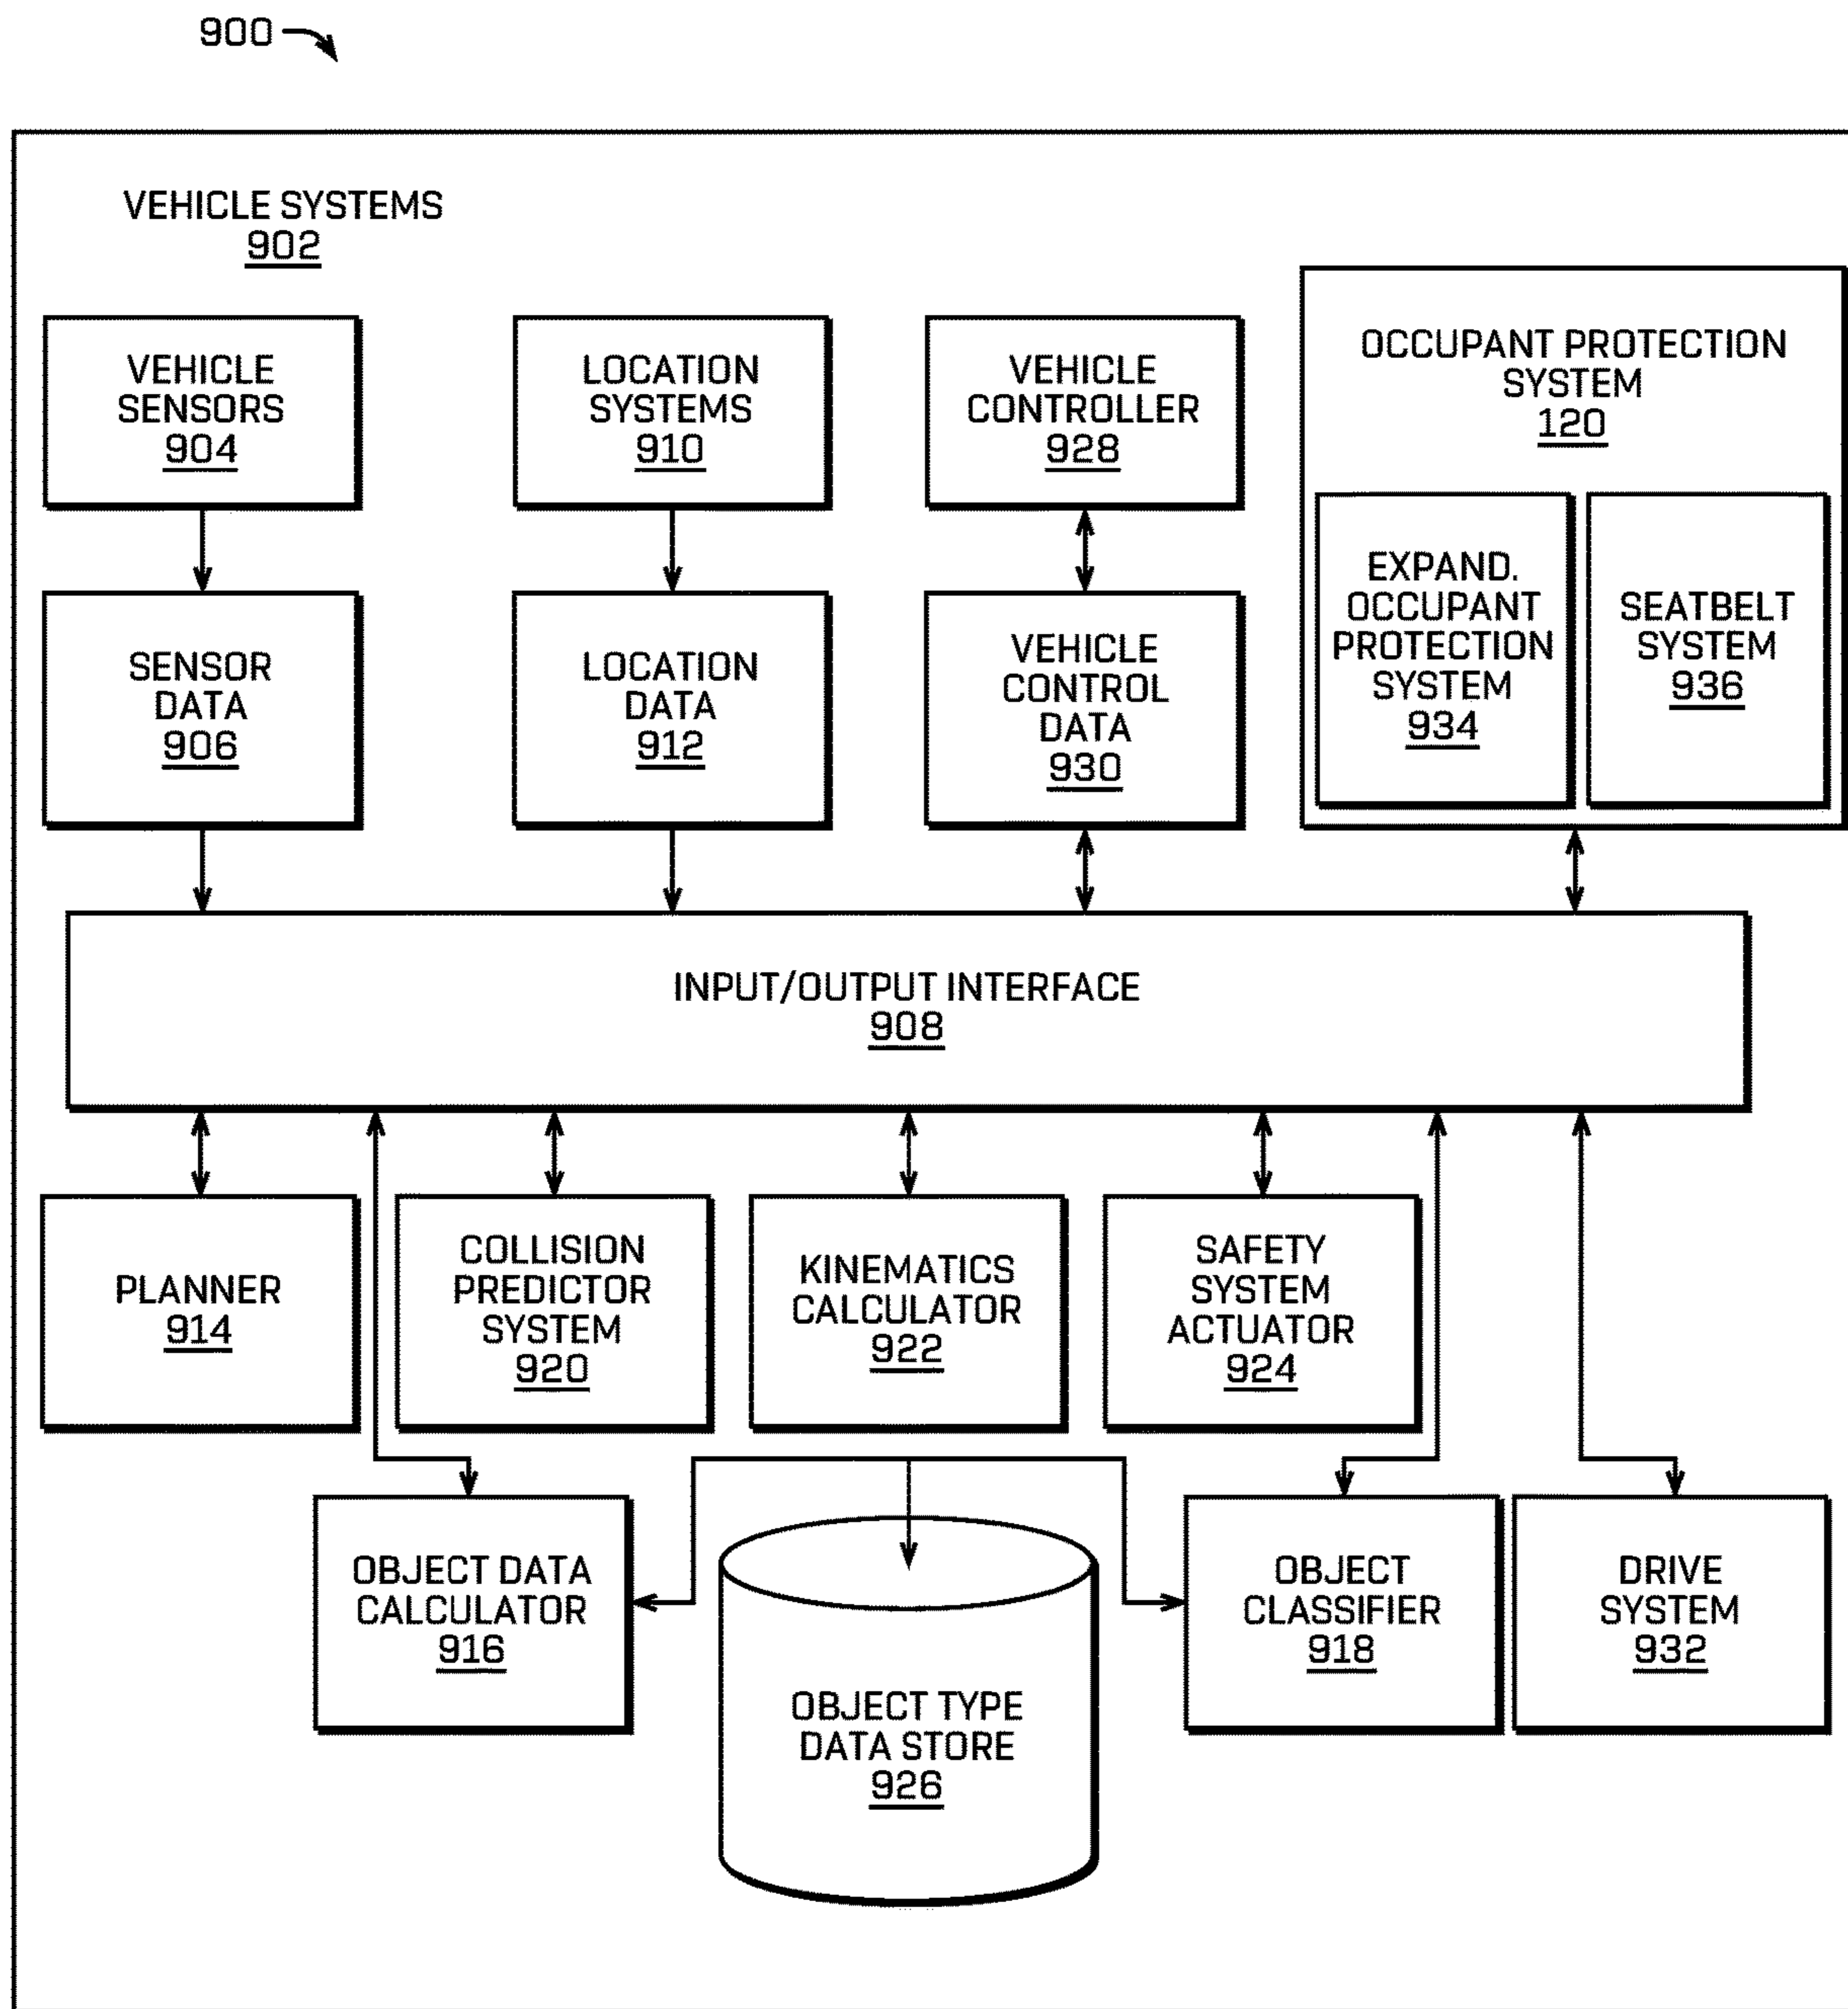 900
VEHICLE SYSTEMS
902
VEHICLE
SENSORS
904
LOCATION
SYSTEMS
910
VEHICLE
CONTROLLER
928
OCCUPANT PROTECTION
SYSTEM
120
EXPAND.
OCCUPANT
PROTECTION
SYSTEM
934
SEATBELT
SYSTEM
936
SENSOR
DATA
906
LOCATION
DATA
912
VEHICLE
CONTROL
DATA
930
INPUT/OUTPUT INTERFACE
908
PLANNER
914
COLLISION
PREDICTOR
SYSTEM
920
KINEMATICS
CALCULATOR
922
SAFETY
SYSTEM
ACTUATOR
924
OBJECT DATA
CALCULATOR
916
OBJECT TYPE
DATA STORE
926
OBJECT
CLASSIFIER
918
DRIVE
SYSTEM
932